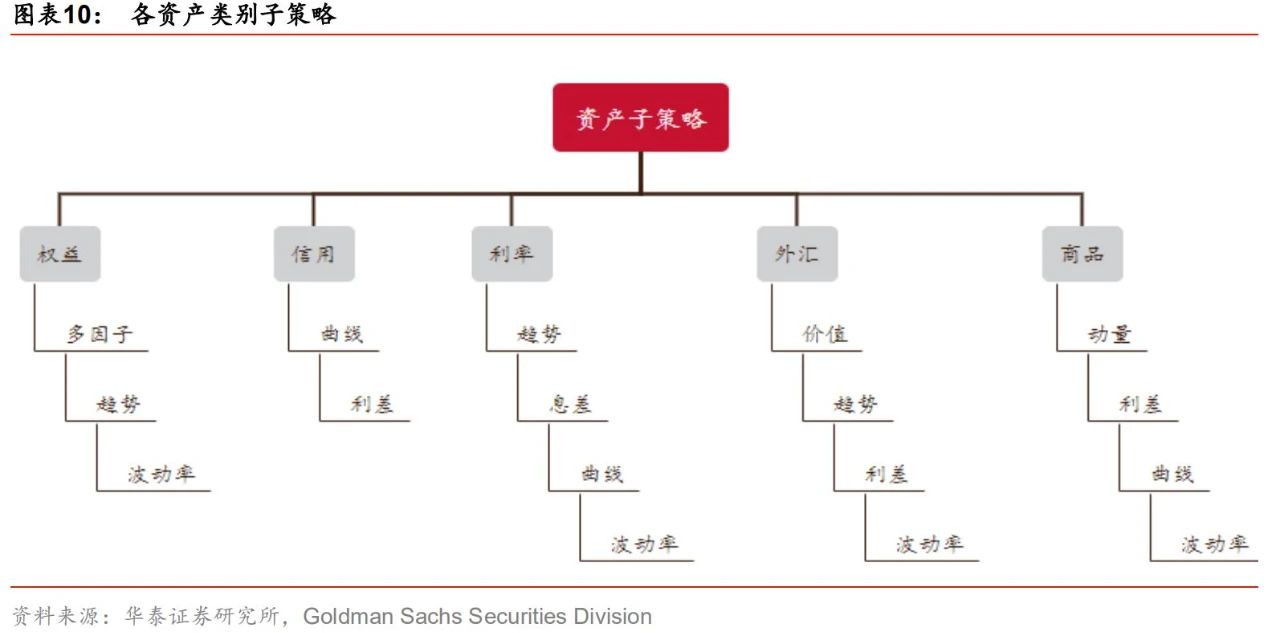 图表10： 各资产类别子策略
资产子策略
权益
多因子
趋势
波动率
信用
曲线
利差
利率
趋势
息差
曲线
波动率
外汇
价值
趋势
利差
波动率
商品
动量
利差
曲线
波动率
资料来源：华泰证券研究所，Goldman Sachs Securities Division